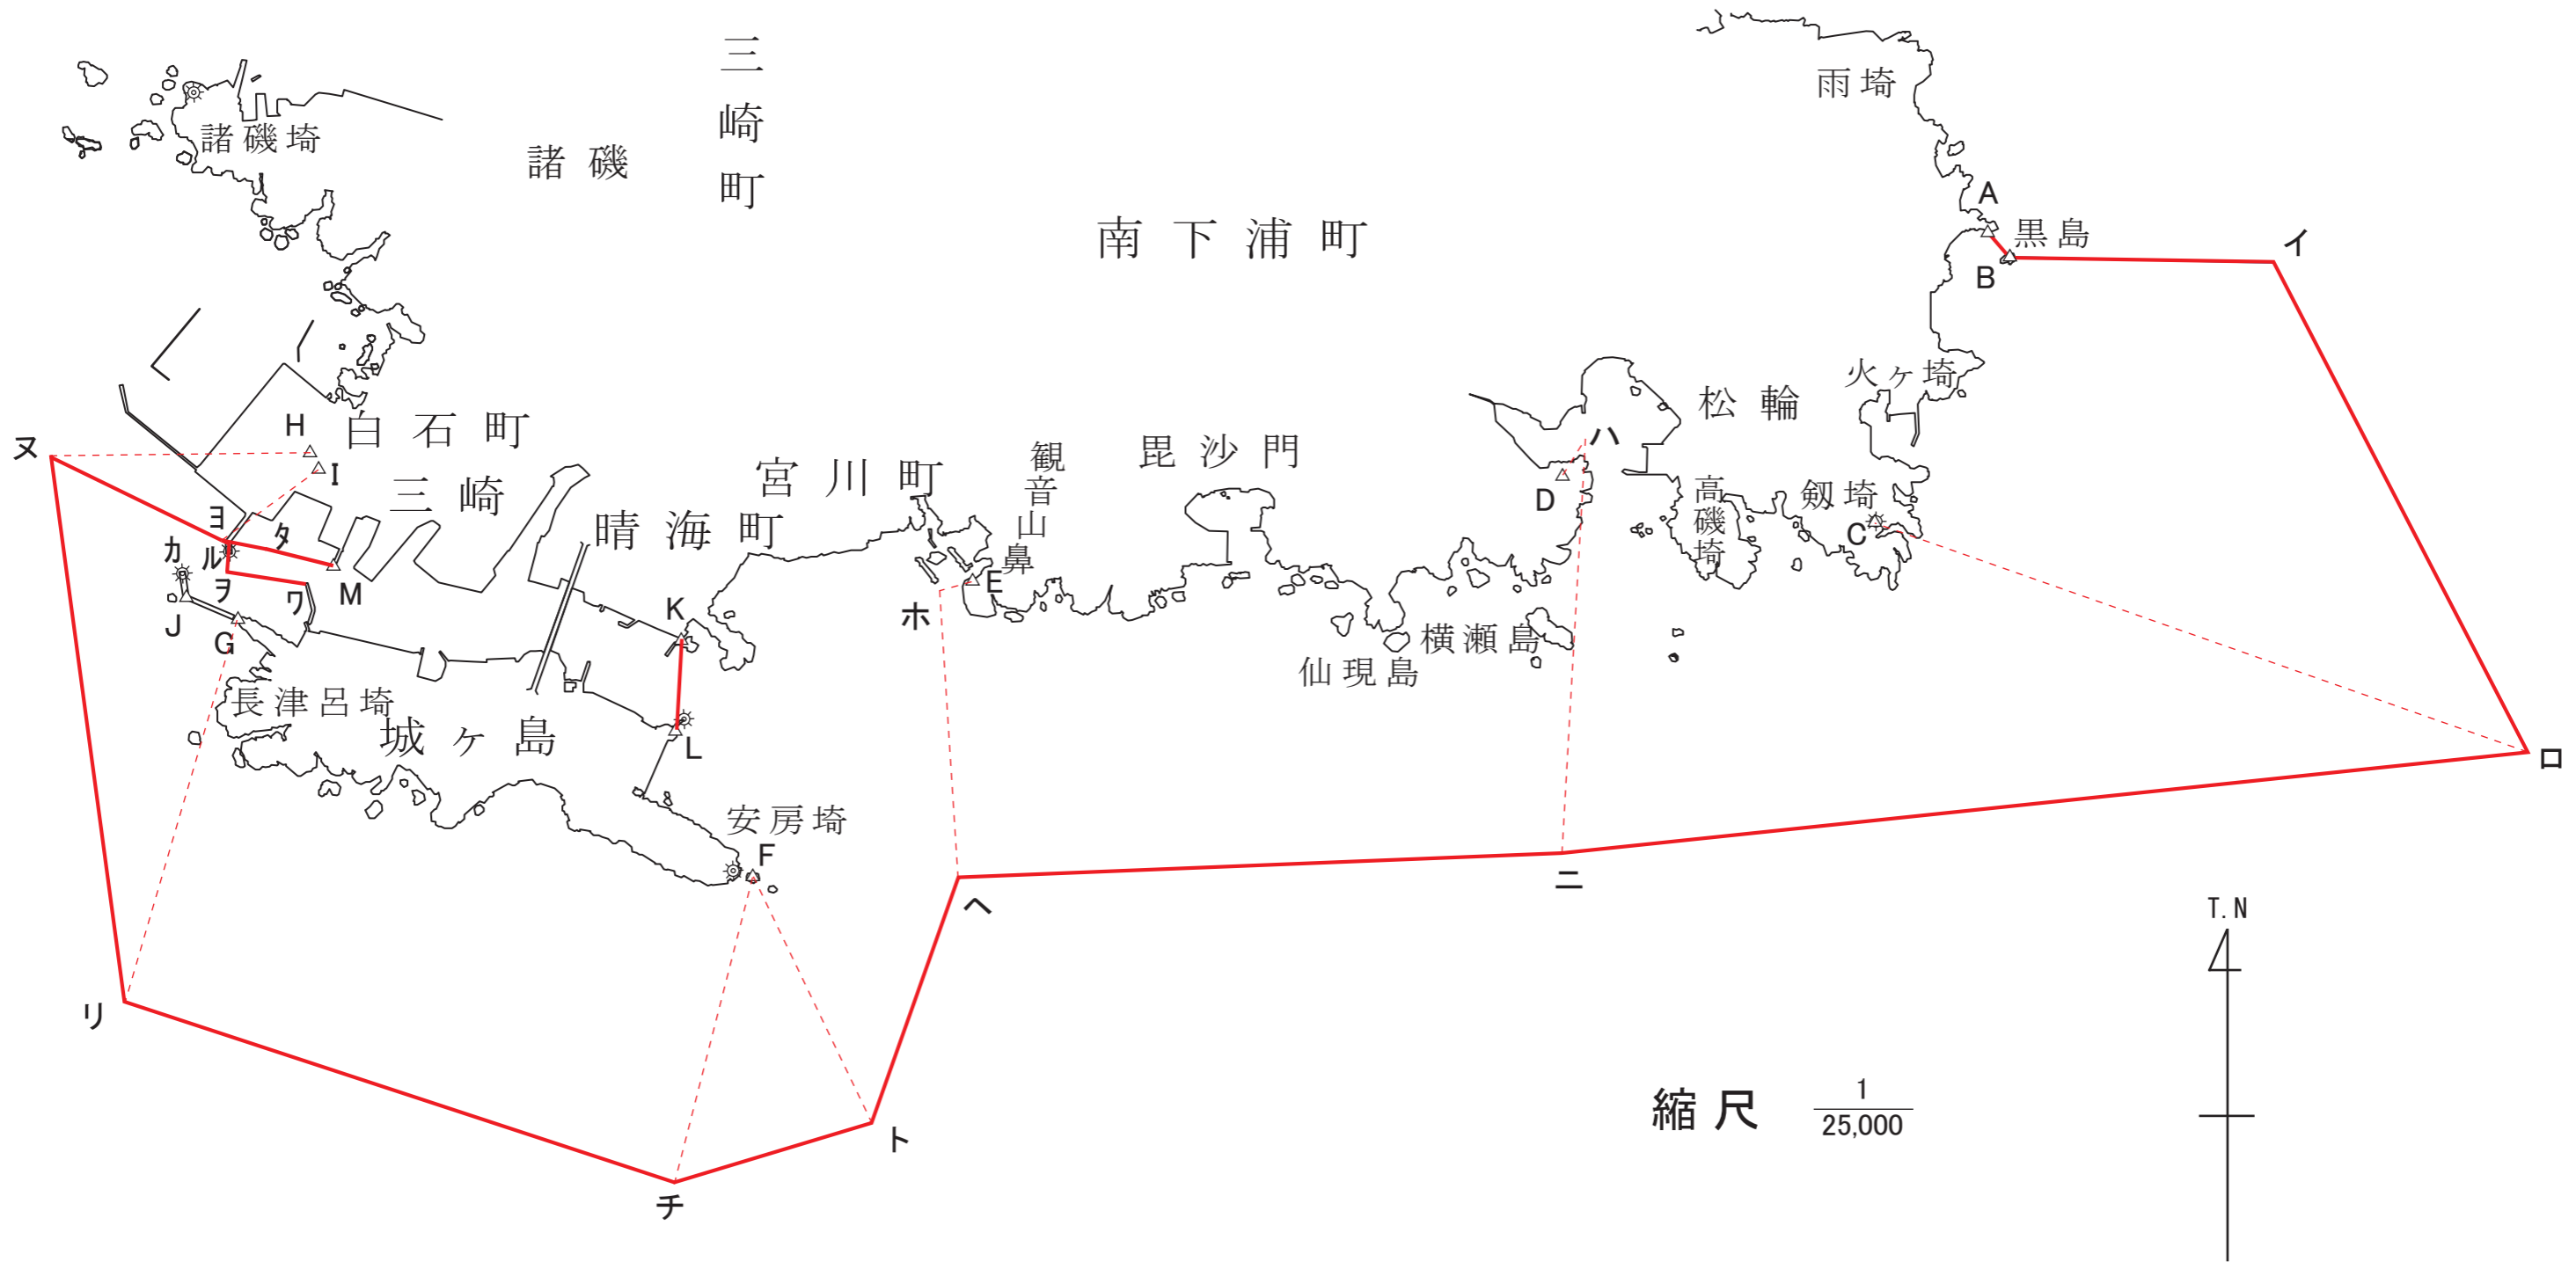 三崎町
諸磯埼
諸磯
南下浦町
雨埼
A
黒島
B
イ
火ヶ埼
松輪
ハ
D
高磯埼
剱埼
C
ロ
毘沙門
観音山鼻
E
ホ
宮川町
晴海町
三崎
白石町
H
I
ヌ
ヨ
タ
カ
ル
ヲ
ワ
M
J
G
K
L
長津呂埼
城ヶ島
安房埼
F
横瀬島
仙現島
ニ
ヘ
リ
ト
チ
T.N
縮尺 1/25,000